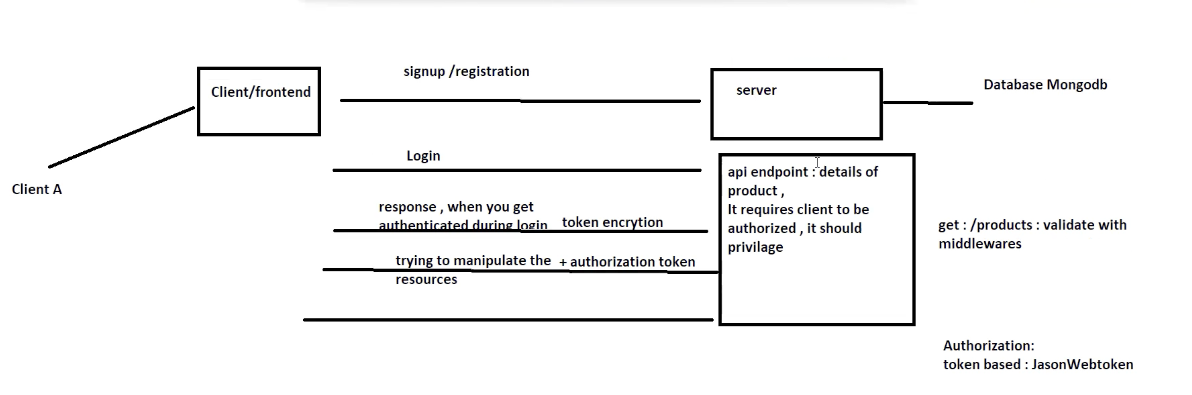 signup /registration
Client/frontend
server
Database Mongodb
Client A
Login
api endpoint : details of
product ,
It requires client to be
authorized , it should
privilage
response , when you get
authenticated during login
token encrytion
trying to manipulate the
resources
+ authorization token
get : /products : validate with
middlewares
Authorization:
token based : JasonWebtoken